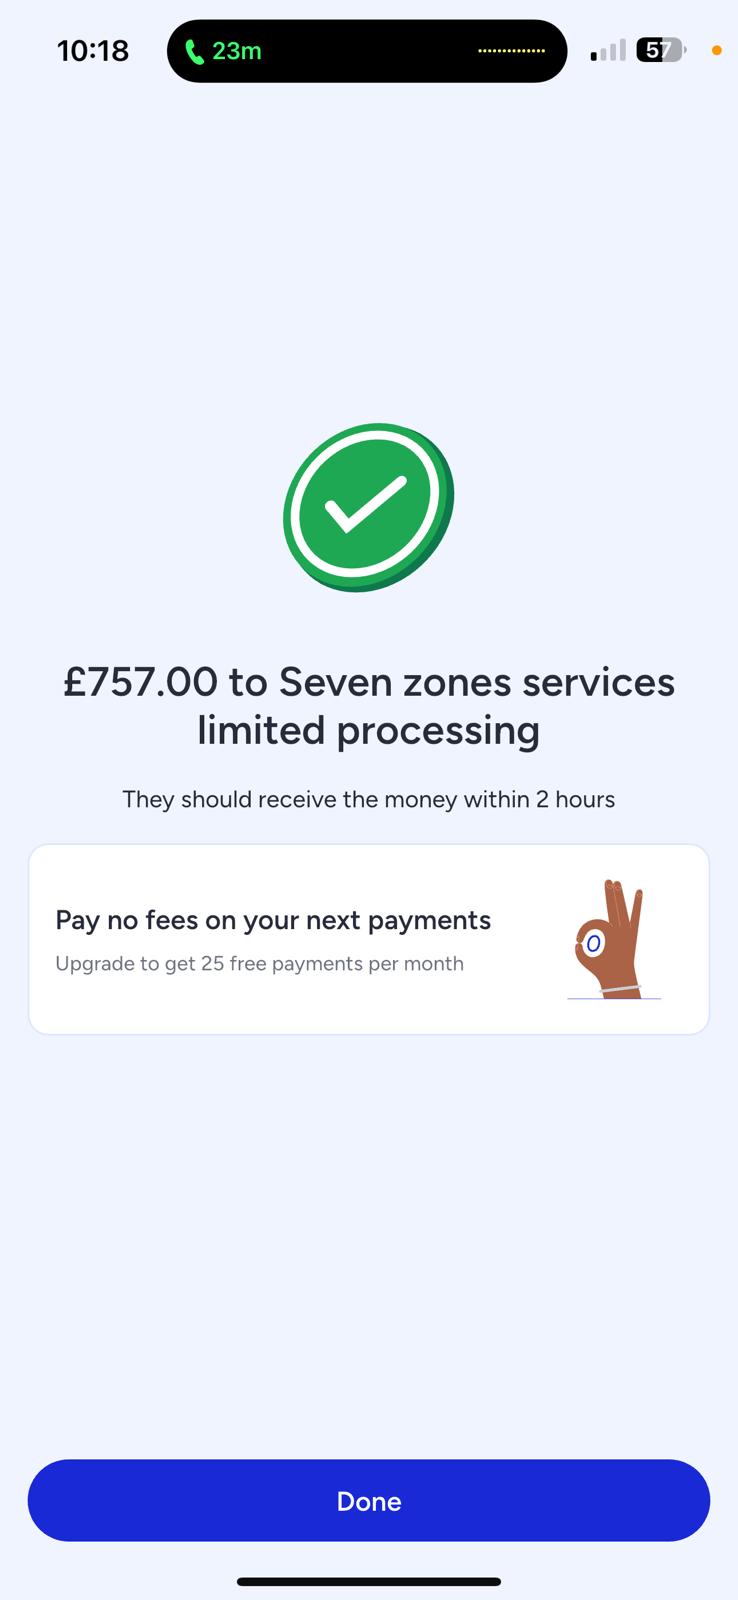 10:18
23m
57
£757.00 to Seven zones services
limited processing
They should receive the money within 2 hours
Pay no fees on your next payments
Upgrade to get 25 free payments per month
0
Done